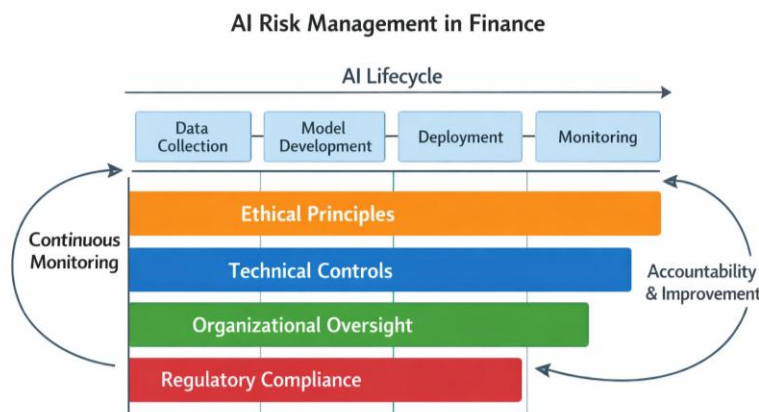 AI Risk Management in Finance
AI Lifecycle
Data
Collection
Model
Development
Deployment
Monitoring
Ethical Principles
Continuous
Monitoring
Technical Controls
Accountability
& Improvement
Organizational Oversight
Regulatory Compliance